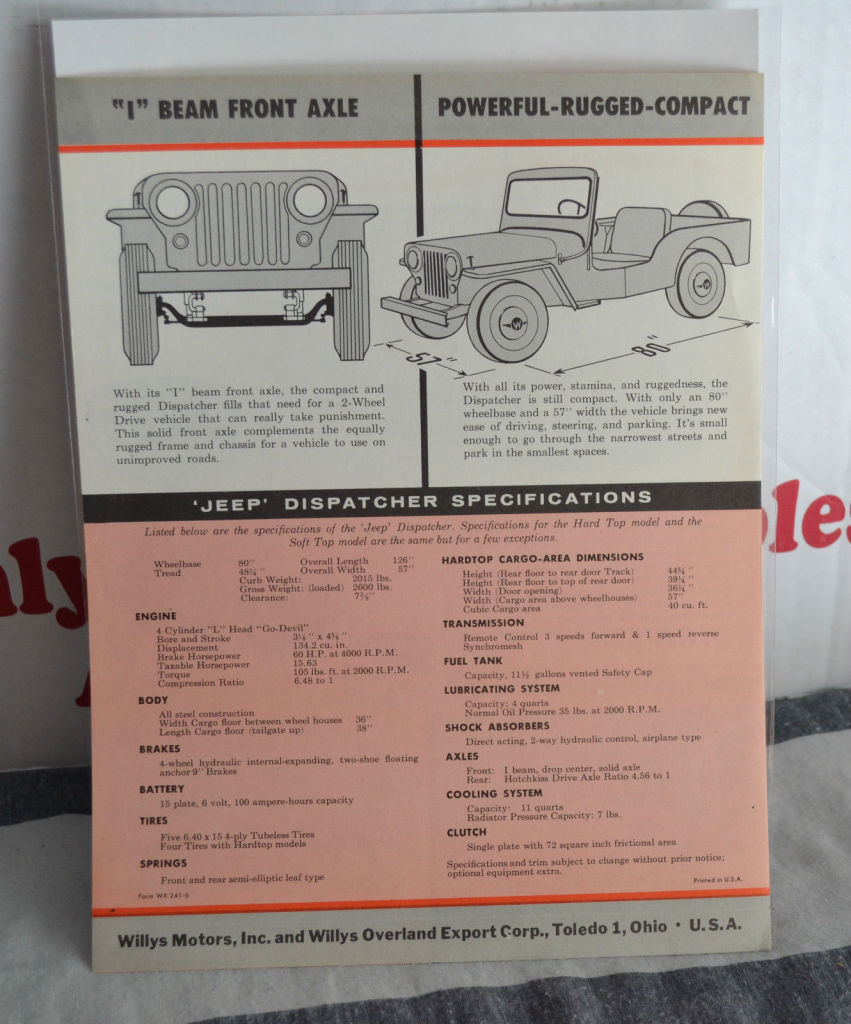 "I" BEAM FRONT AXLE
POWERFUL-RUGGED-COMPACT
W
W
57"
80"
With its "I" beam front axle, the compact and
rugged Dispatcher fills that need for a 2-Wheel
Drive vehicle that can really take punishment.
This solid front axle complements the equally
rugged frame and chassis for a vehicle to use on
unimproved roads.
With all its power, stamina, and ruggedness, the
Dispatcher is still compact. With only an 80"
wheelbase and a 57" width the vehicle brings new
ease of driving, steering, and parking. It's small
enough to go through the narrowest streets and
park in the smallest spaces.
'JEEP' DISPATCHER SPECIFICATIONS
Listed below are the specifications of the 'Jeep' Dispatcher. Specifications for the Hard Top model and the
Soft Top model are the same but for a few exceptions.
Wheelbase 80" Overall Length 126"
Tread 48¼" Overall Width 57"
Curb Weight: 2015 lbs.
Gross Weight: (loaded) 2600 lbs.
Clearance:
ENGINE
4 Cylinder "L" Head "Go-Devil"
Bore and Stroke 3⅛" x 4⅜"
Displacement 134.2 cu. in.
Brake Horsepower 60 H.P. at 4000 R.P.M.
Taxable Horsepower 15.63
Torque 105 lbs. ft. at 2000 R.P.M.
Compression Ratio 6.48 to 1
BODY
All steel construction
Width Cargo floor between wheel houses 36"
Length Cargo floor (tailgate up) 38"
BRAKES
4-wheel hydraulic internal-expanding, two-shoe floating
anchor 9" Brakes
BATTERY
15 plate, 6 volt, 100 ampere-hours capacity
TIRES
Five 6.40 x 15 4-ply Tubeless Tires
Four Tires with Hardtop models
SPRINGS
Front and rear semi-elliptic leaf type
Form WX 241-6
HARDTOP CARGO-AREA DIMENSIONS
Height (Rear floor to rear door Track) 44¾"
Height (Rear floor to top of rear door) 39¼"
Width (Door opening) 36¼"
Width (Cargo area above wheelhouses) 57"
Cubic Cargo area 40 cu. ft.
TRANSMISSION
Remote Control 3 speeds forward & 1 speed reverse
Synchromesh
FUEL TANK
Capacity, 11½ gallons vented Safety Cap
LUBRICATING SYSTEM
Capacity: 4 quarts
Normal Oil Pressure 35 lbs. at 2000 R.P.M.
SHOCK ABSORBERS
Direct acting, 2-way hydraulic control, airplane type
AXLES
Front: I beam, drop center, solid axle
Rear: Hotchkiss Drive Axle Ratio 4.56 to 1
COOLING SYSTEM
Capacity: 11 quarts
Radiator Pressure Capacity: 7 lbs.
CLUTCH
Single plate with 72 square inch frictional area
Specifications and trim subject to change without prior notice;
optional equipment extra.
Printed in U.S.A.
Willys Motors, Inc. and Willys Overland Export Corp., Toledo 1, Ohio • U.S.A.